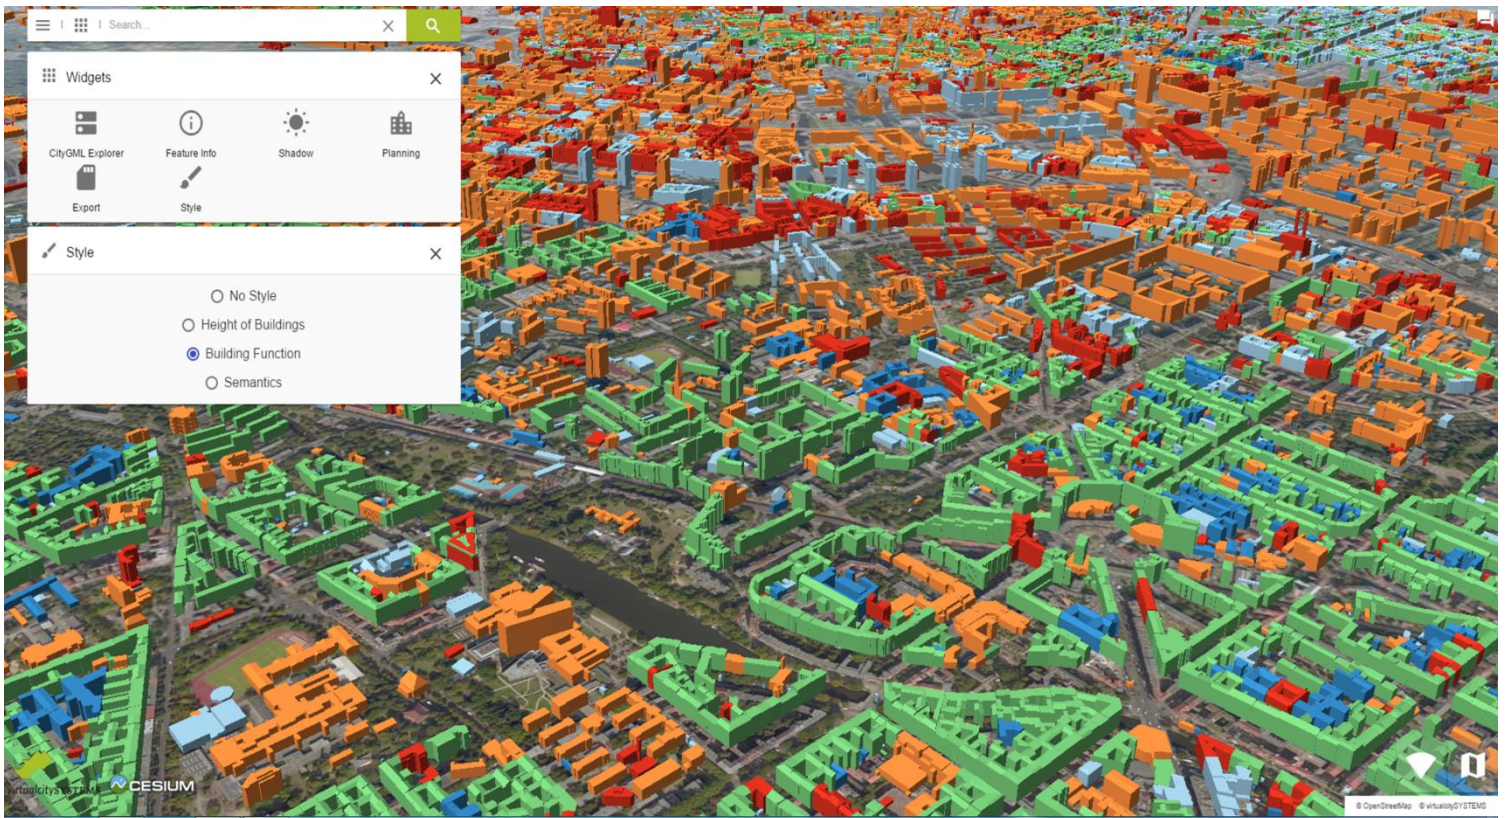 Search...
Widgets
CityGML Explorer Feature Info Shadow Planning
Export Style
Style
No Style
Height of Buildings
Building Function
Semantics
virtualcitySYSTEMS CESIUM
© OpenStreetMap © virtualcitySYSTEMS